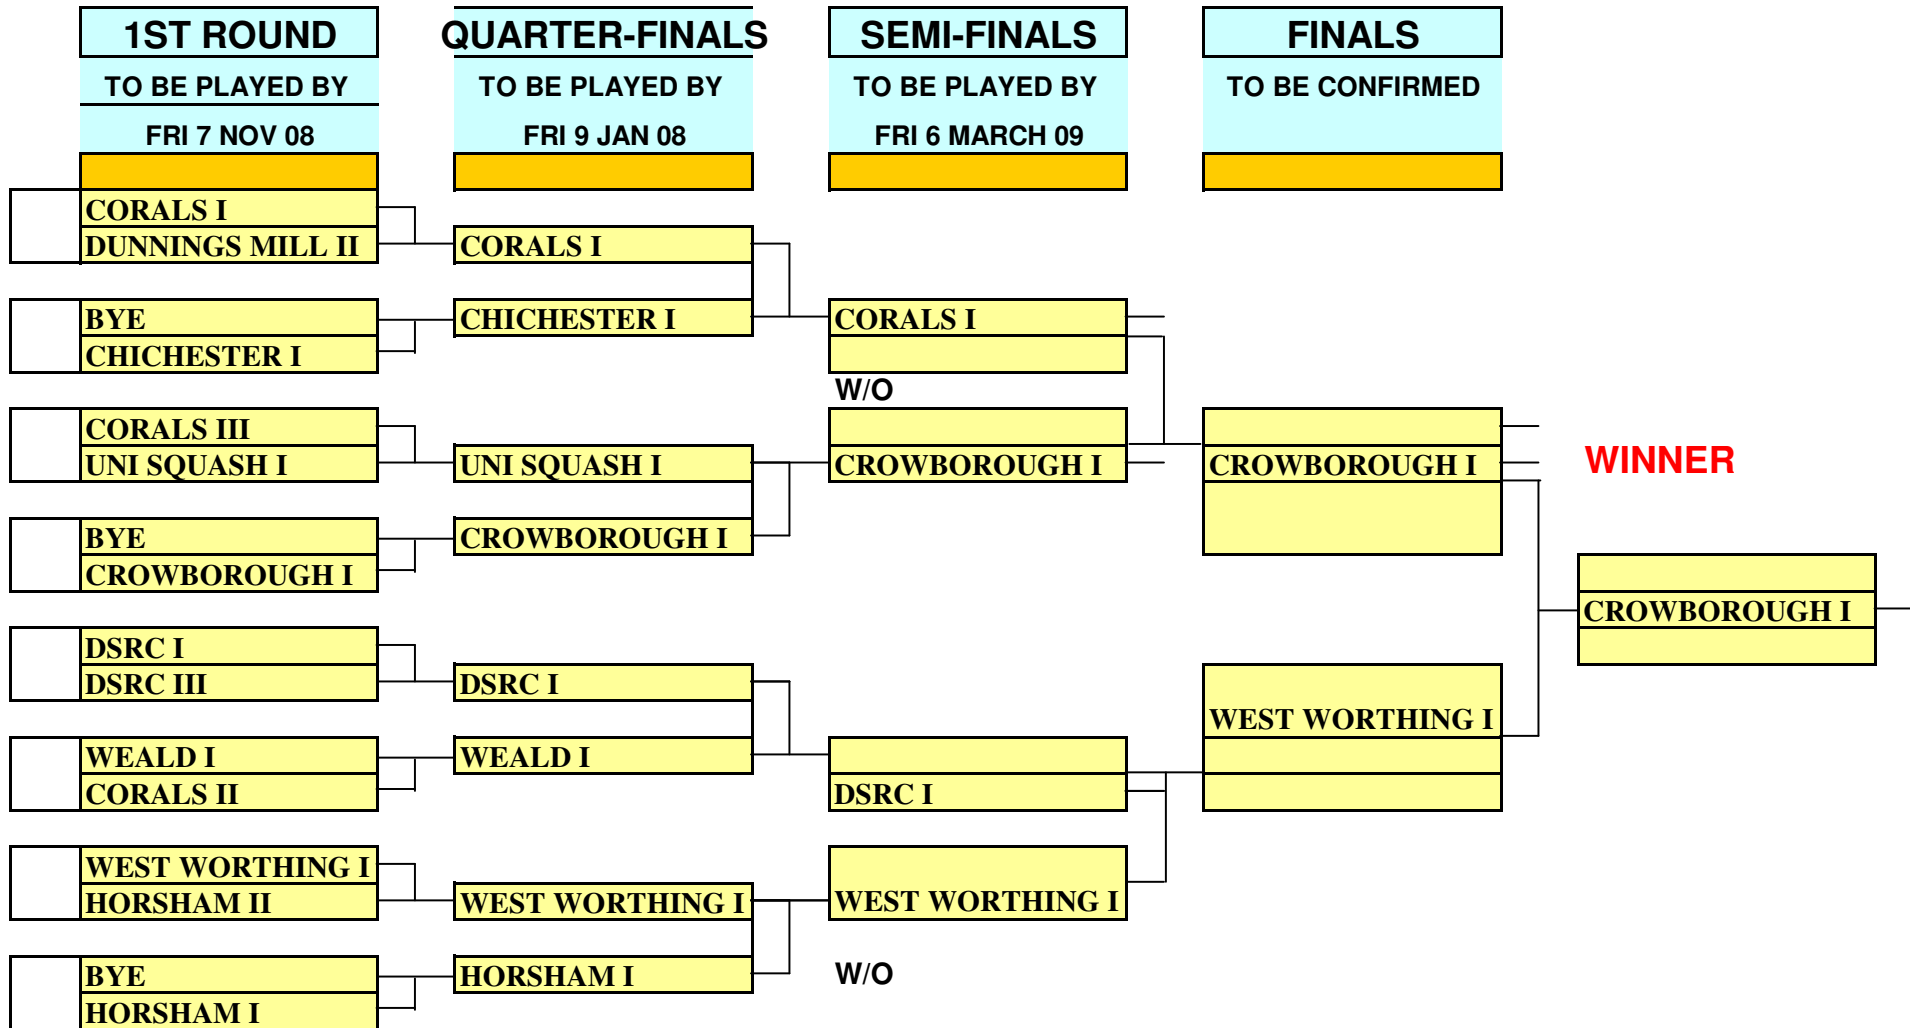 1ST ROUND
TO BE PLAYED BY
FRI 7 NOV 08
CORALS I
DUNNINGS MILL II
BYE
CHICHESTER I
CORALS III
UNI SQUASH I
BYE
CROWBOROUGH I
DSRC I
DSRC III
WEALD I
CORALS II
WEST WORTHING I
HORSHAM II
BYE
HORSHAM I
QUARTER-FINALS
TO BE PLAYED BY
FRI 9 JAN 08
CORALS I
CHICHESTER I
UNI SQUASH I
CROWBOROUGH I
DSRC I
WEALD I
WEST WORTHING I
HORSHAM I
SEMI-FINALS
TO BE PLAYED BY
FRI 6 MARCH 09
CORALS I
W/O
CROWBOROUGH I
DSRC I
WEST WORTHING I
W/O
FINALS
TO BE CONFIRMED
CROWBOROUGH I
WEST WORTHING I
WINNER
CROWBOROUGH I